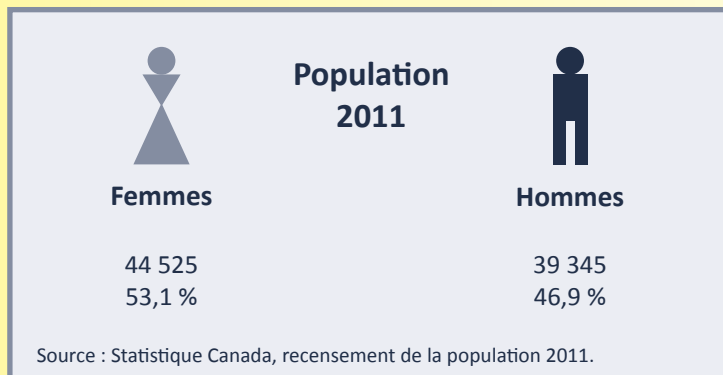 Population
2011
Femmes
Hommes
44 525
39 345
53,1 %
46,9 %
Source : Statistique Canada, recensement de la population 2011.